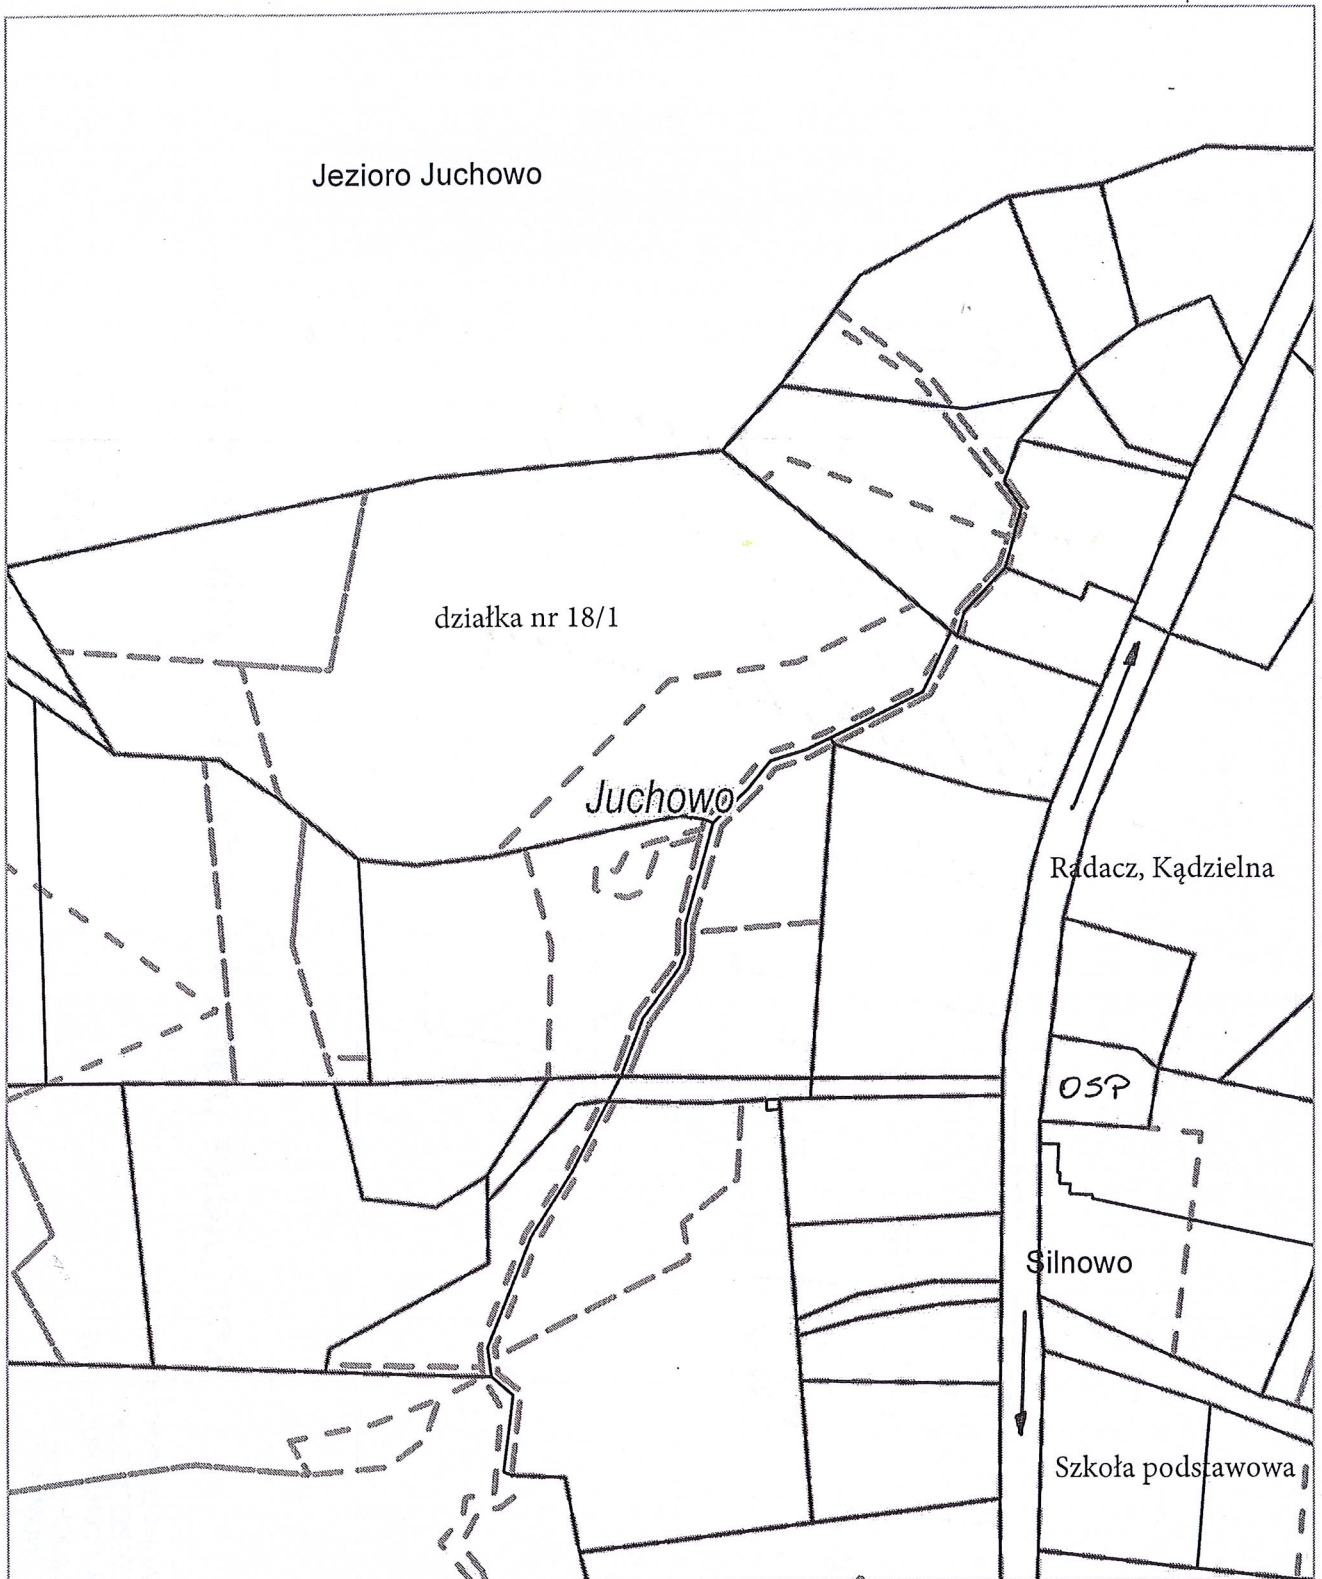 Jezioro Juchowo
działka nr 18/1
Juchowo
Radacz, Kądzielna
OSP
Silnowo
Szkoła podstawowa